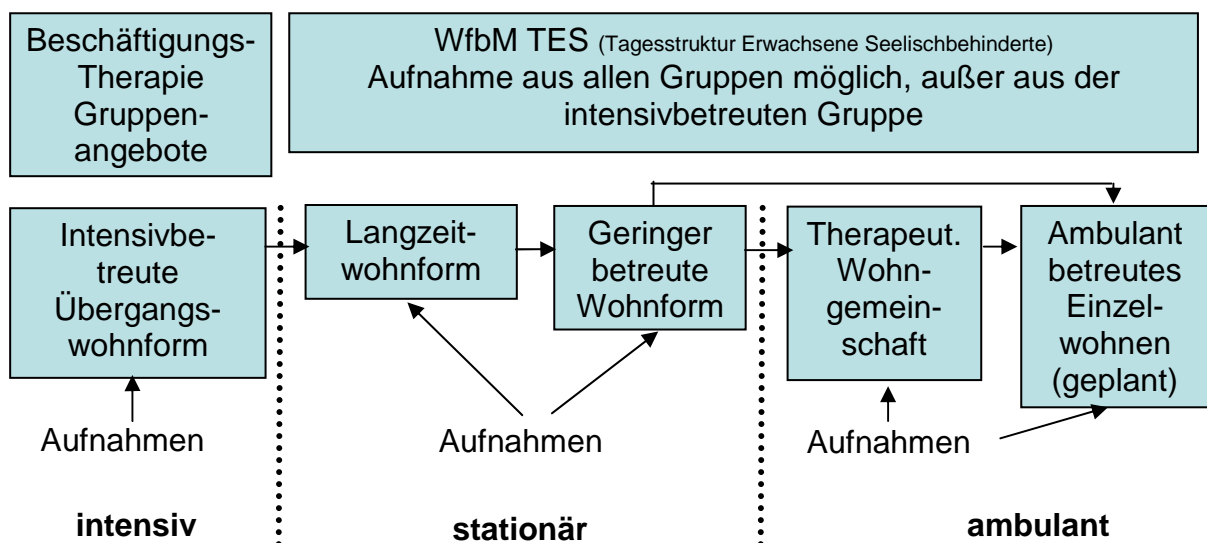 Beschäftigungs-
Therapie
Gruppen-
angebote
WfbM TES (Tagesstruktur Erwachsene Seelischbehinderte)
Aufnahme aus allen Gruppen möglich, außer aus der
intensivbetreuten Gruppe
Intensivbe-
treute
Übergangs-
wohnform
Langzeit-
wohnform
Geringer
betreute
Wohnform
Therapeut.
Wohn-
gemein-
schaft
Ambulant
betreutes
Einzel-
wohnen
(geplant)
Aufnahmen
Aufnahmen
Aufnahmen
intensiv
stationär
ambulant